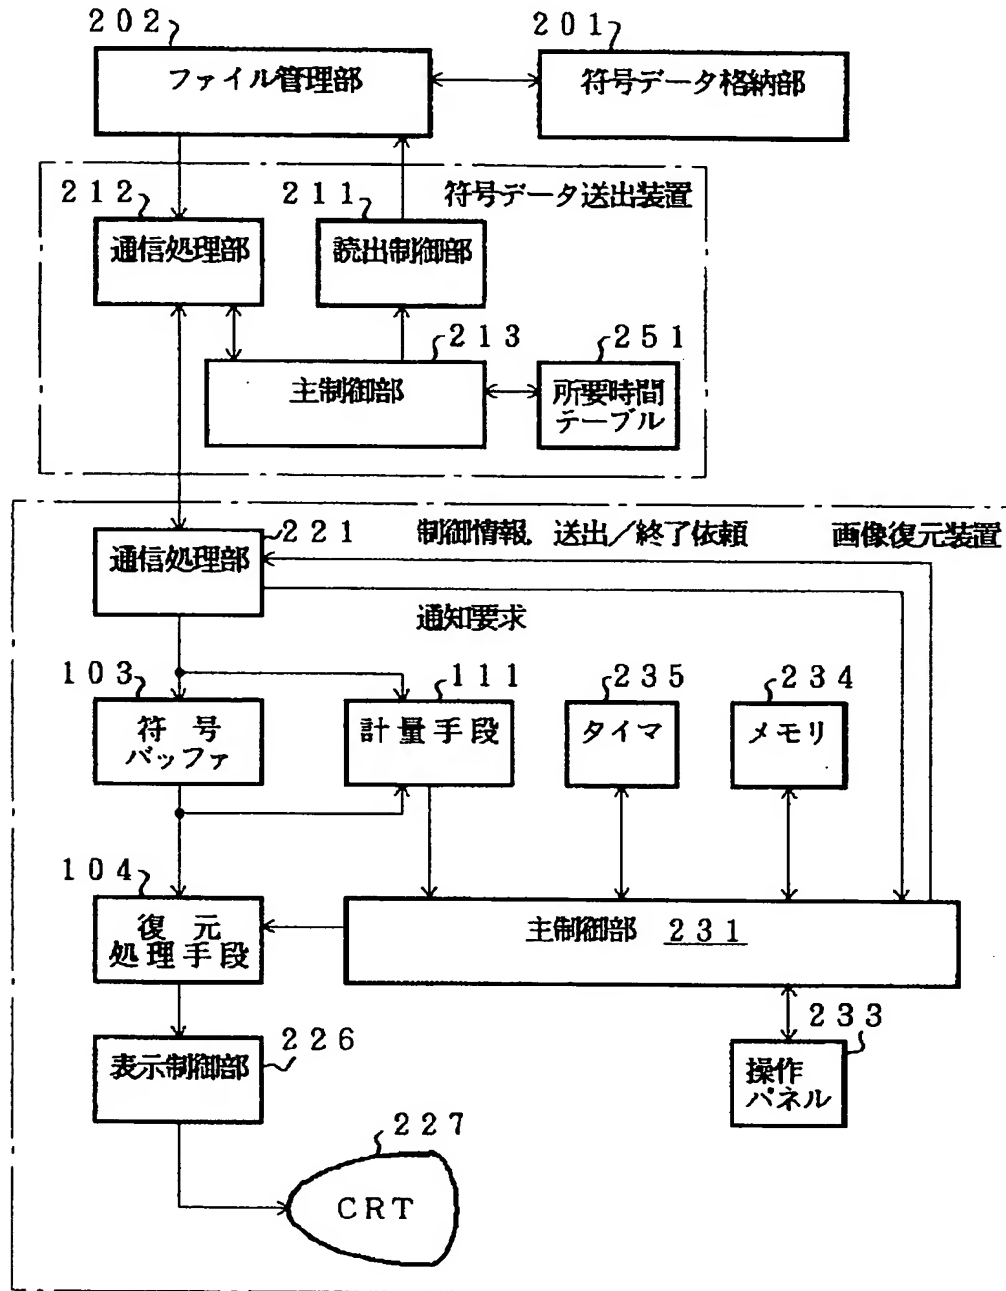 202
201
ファイル管理部
符号データ格納部
212
211
符号データ送出装置
通信処理部
読出制御部
213
251
主制御部
所要時間
テーブル
221
制御情報，送出／終了依頼
画像復元装置
通信処理部
通知要求
103
111
235
234
符号
バッファ
計量手段
タイマ
メモリ
104
復元
処理手段
主制御部 231
226
233
表示制御部
操作
パネル
227
CRT